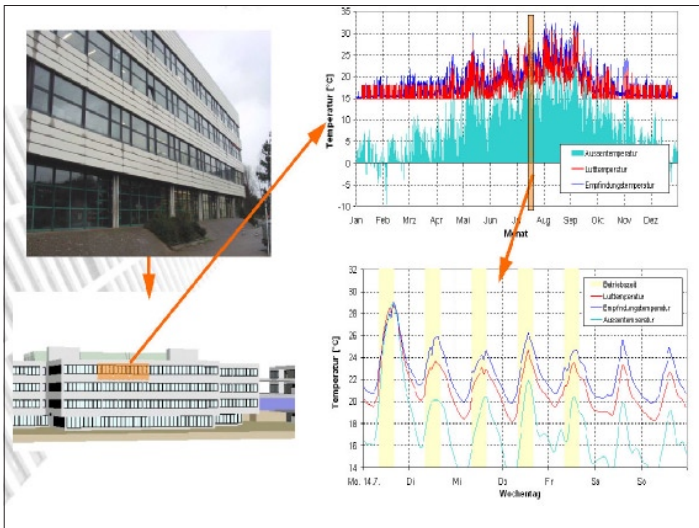 Temperatur [°C]
35
30
25
20
15
10
5
0
-5
-10
Jan Feb Mrz Apr Mai Jun Jul Aug Sep Okt Nov Dez
Monat
Aussentemperatur
Lufttemperatur
Empfindungstemperatur
Temperatur [°C]
32
30
28
26
24
22
20
18
16
14
Mo. 14.7. Di Mi Do Fr Sa So
Wochentag
Betriebszeit
Lufttemperatur
Empfindungstemperatur
Aussentemperatur